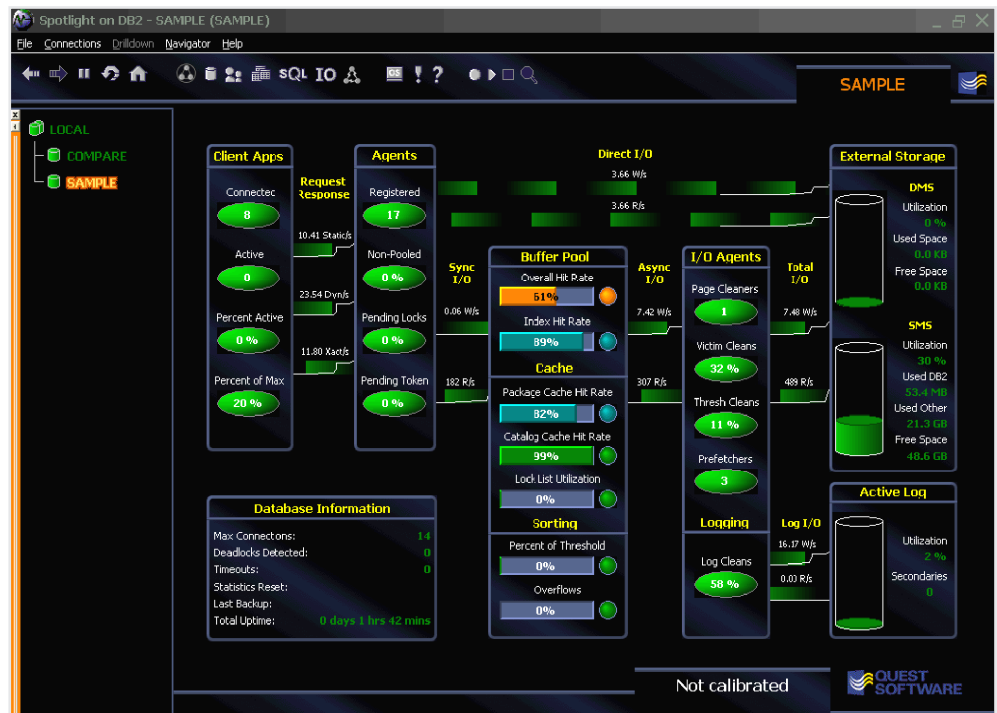 Spotlight on DB2 - SAMPLE (SAMPLE)
File Connections Drilldown Navigator Help
SQL IO OS ! ?
SAMPLE
LOCAL
COMPARE
SAMPLE
Client Apps
Connected
8
Active
0
Percent Active
0 %
Percent of Max
20 %
Request
Response
10.41 Static/s
23.54 Dyn/s
11.80 Xact/s
Agents
Registered
17
Non-Pooled
0 %
Pending Locks
0 %
Pending Token
0 %
Direct I/O
3.66 W/s
3.66 R/s
Sync
I/O
0.06 W/s
182 R/s
Buffer Pool
Overall Hit Rate
61%
Index Hit Rate
89%
Cache
Package Cache Hit Rate
82%
Catalog Cache Hit Rate
99%
Lock List Utilization
0%
Sorting
Percent of Threshold
0%
Overflows
0%
Async
I/O
7.42 W/s
307 R/s
I/O Agents
Page Cleaners
1
Victim Cleans
32 %
Thresh Cleans
11 %
Prefetchers
3
Logging
Log Cleans
58 %
Total
I/O
7.48 W/s
489 R/s
Log I/O
16.17 W/s
0.03 R/s
External Storage
DMS
Utilization
0 %
Used Space
0.0 KB
Free Space
0.0 KB
SMS
Utilization
30 %
Used DB2
53.4 MB
Used Other
21.3 GB
Free Space
48.6 GB
Active Log
Utilization
2 %
Secondaries
0
Database Information
Max Connections: 14
Deadlocks Detected: 0
Timeouts: 0
Statistics Reset:
Last Backup:
Total Uptime: 0 days 1 hrs 42 mins
Not calibrated
QUEST
SOFTWARE